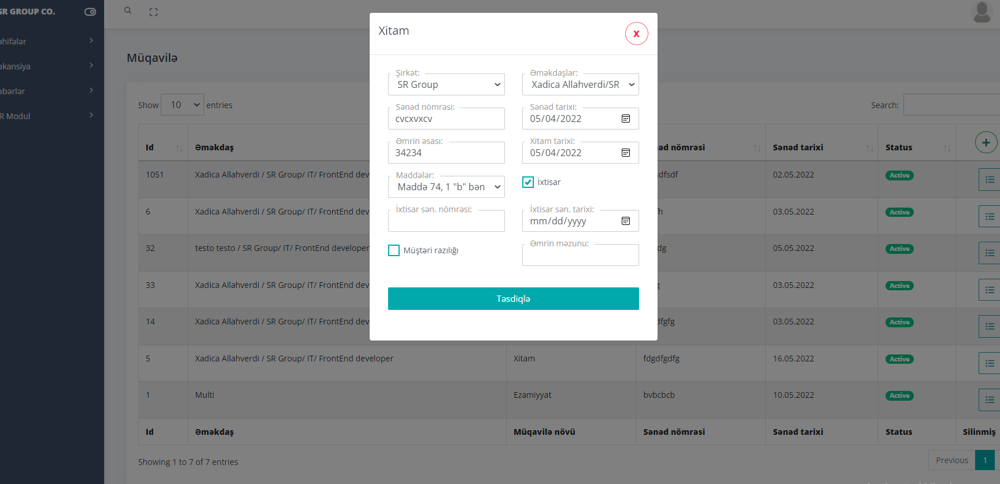 SR GROUP CO.
əhifələr
akansiya
əbərlər
R Modul
Müqavilə
Show 10 entries
Search:
Id Əməkdaş əd nömrəsi Sənəd tarixi Status
1051 Xadica Allahverdi / SR Group/ IT/ FrontEnd dev sdfsdf 02.05.2022 Active
6 Xadica Allahverdi / SR Group/ IT/ FrontEnd dev 03.05.2022 Active
32 testo testo / SR Group/ IT/ FrontEnd developer dg 05.05.2022 Active
33 Xadica Allahverdi / SR Group/ IT/ FrontEnd dev 03.05.2022 Active
14 Xadica Allahverdi / SR Group/ IT/ FrontEnd dev dfgfg 03.05.2022 Active
5 Xadica Allahverdi / SR Group/ IT/ FrontEnd developer Xitam fdgdfgdfg 16.05.2022 Active
1 Multi Ezamiyyat bvbcbcb 10.05.2022 Active
Id Əməkdaş Müqavilə növü Sənəd nömrəsi Sənəd tarixi Status Silinmiş
Showing 1 to 7 of 7 entries
Previous 1
Xitam
X
Şirkət: Əməkdaşlar:
SR Group Xadica Allahverdi/SR
Sənəd nömrəsi: Sənəd tarixi:
cvcxvxcv 05/04/2022
Əmrin əsası: Xitam tarixi:
34234 05/04/2022
Maddələr:
Maddə 74, 1 "b" bən İxtisar
İxtisar sən. nömrəsi: İxtisar sən. tarixi:
mm/dd/yyyy
Müştəri razılığı Əmrin məzunu:
Təsdiqlə